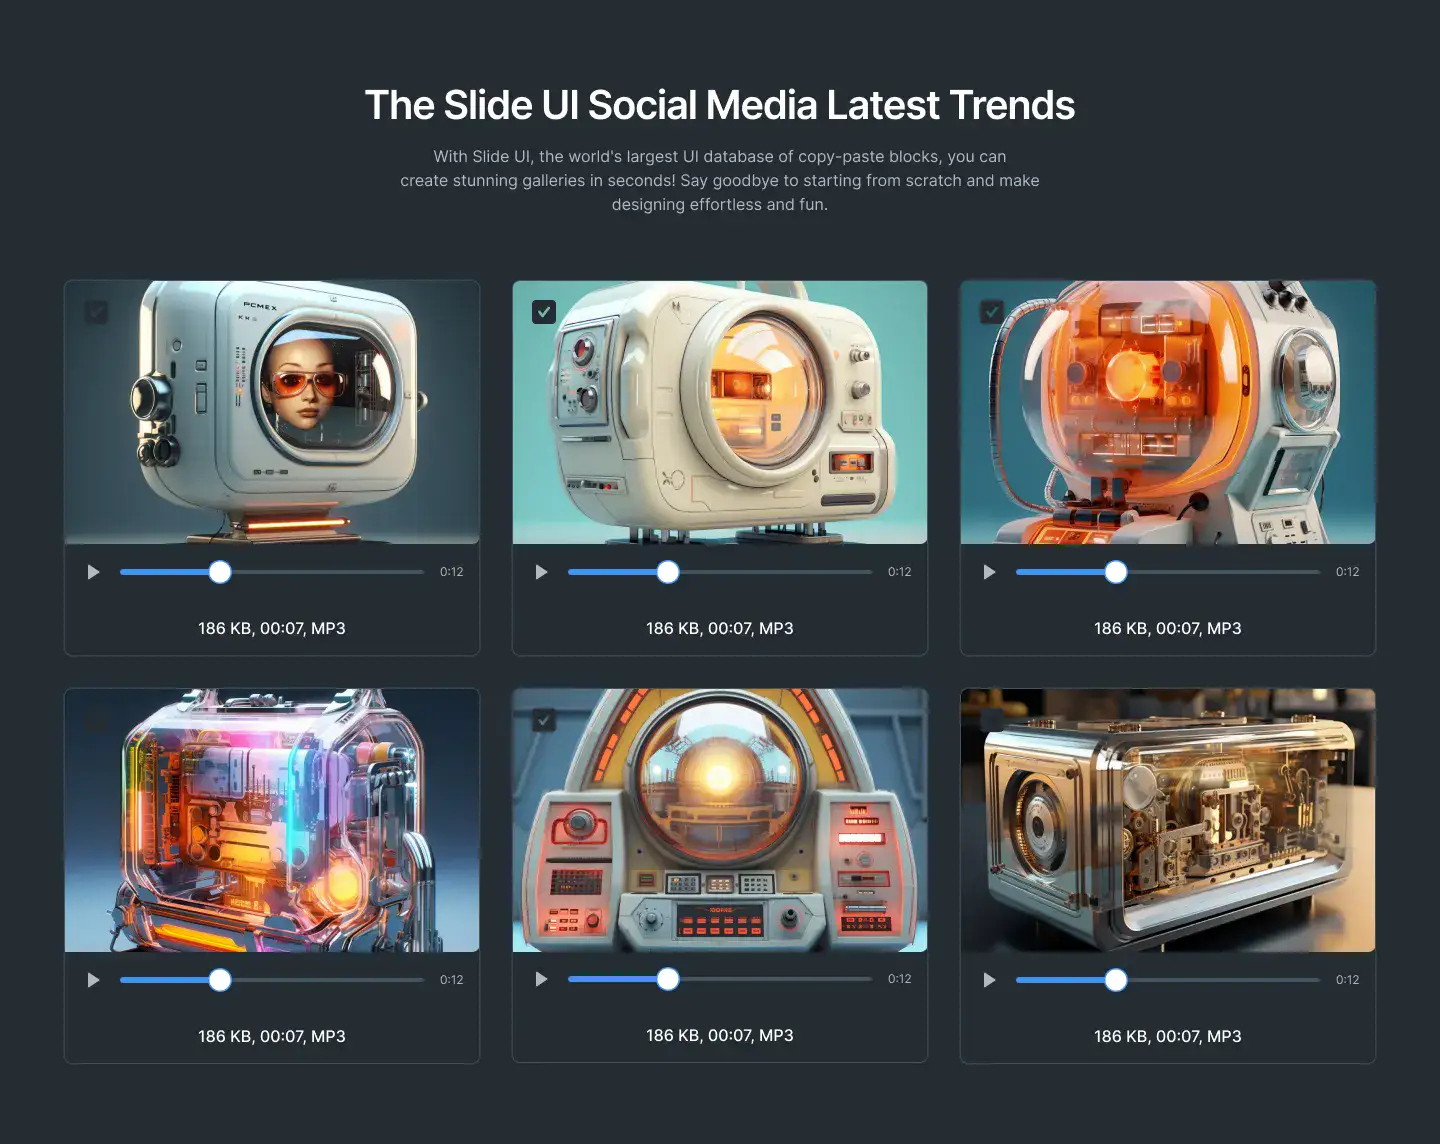 The Slide UI Social Media Latest Trends
With Slide UI, the world's largest UI database of copy-paste blocks, you can
create stunning galleries in seconds! Say goodbye to starting from scratch and make
designing effortless and fun.
PCMEX
0:12
0:12
0:12
186 KB, 00:07, MP3
186 KB, 00:07, MP3
186 KB, 00:07, MP3
0:12
0:12
0:12
186 KB, 00:07, MP3
186 KB, 00:07, MP3
186 KB, 00:07, MP3